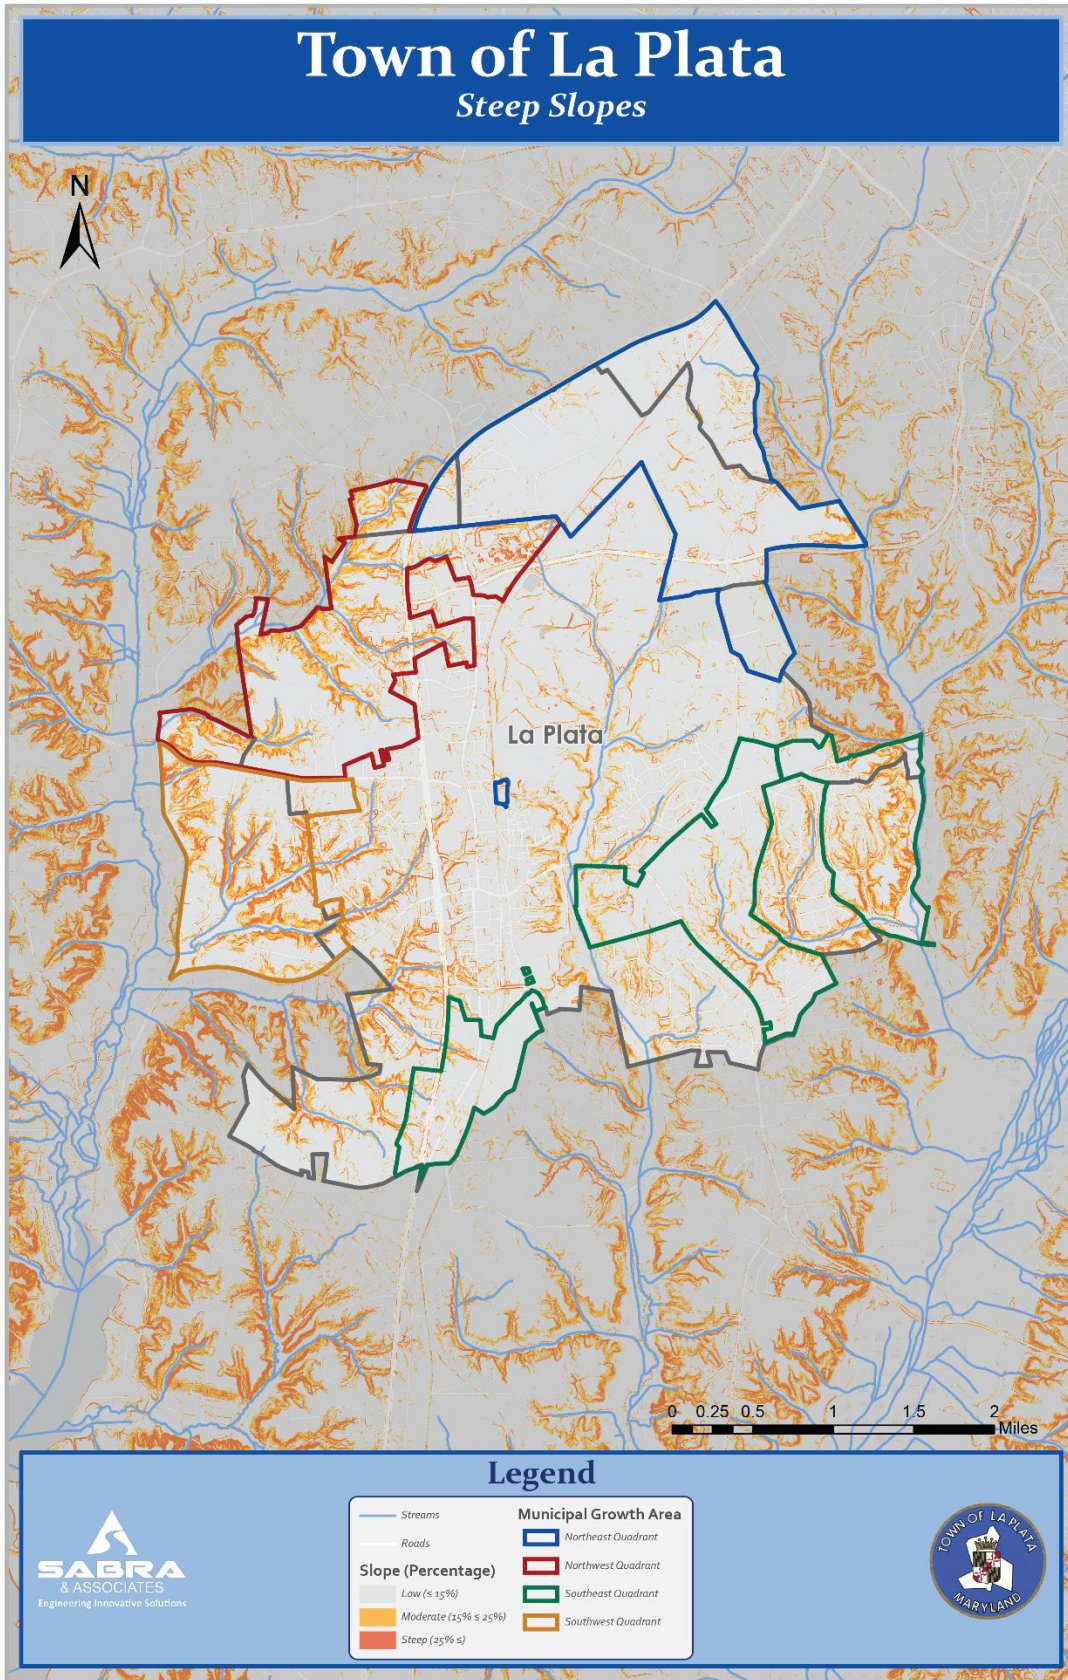 Town of La Plata
Steep Slopes
N
La Plata
0 0.25 0.5 1 1.5 2
Miles
Legend
SABRA
& ASSOCIATES
Engineering Innovative Solutions
Streams
Roads
Slope (Percentage)
Low (≤ 15%)
Moderate (15% ≤ 25%)
Steep (25% ≤)
Municipal Growth Area
Northeast Quadrant
Northwest Quadrant
Southeast Quadrant
Southwest Quadrant
TOWN OF LA PLATA
MARYLAND